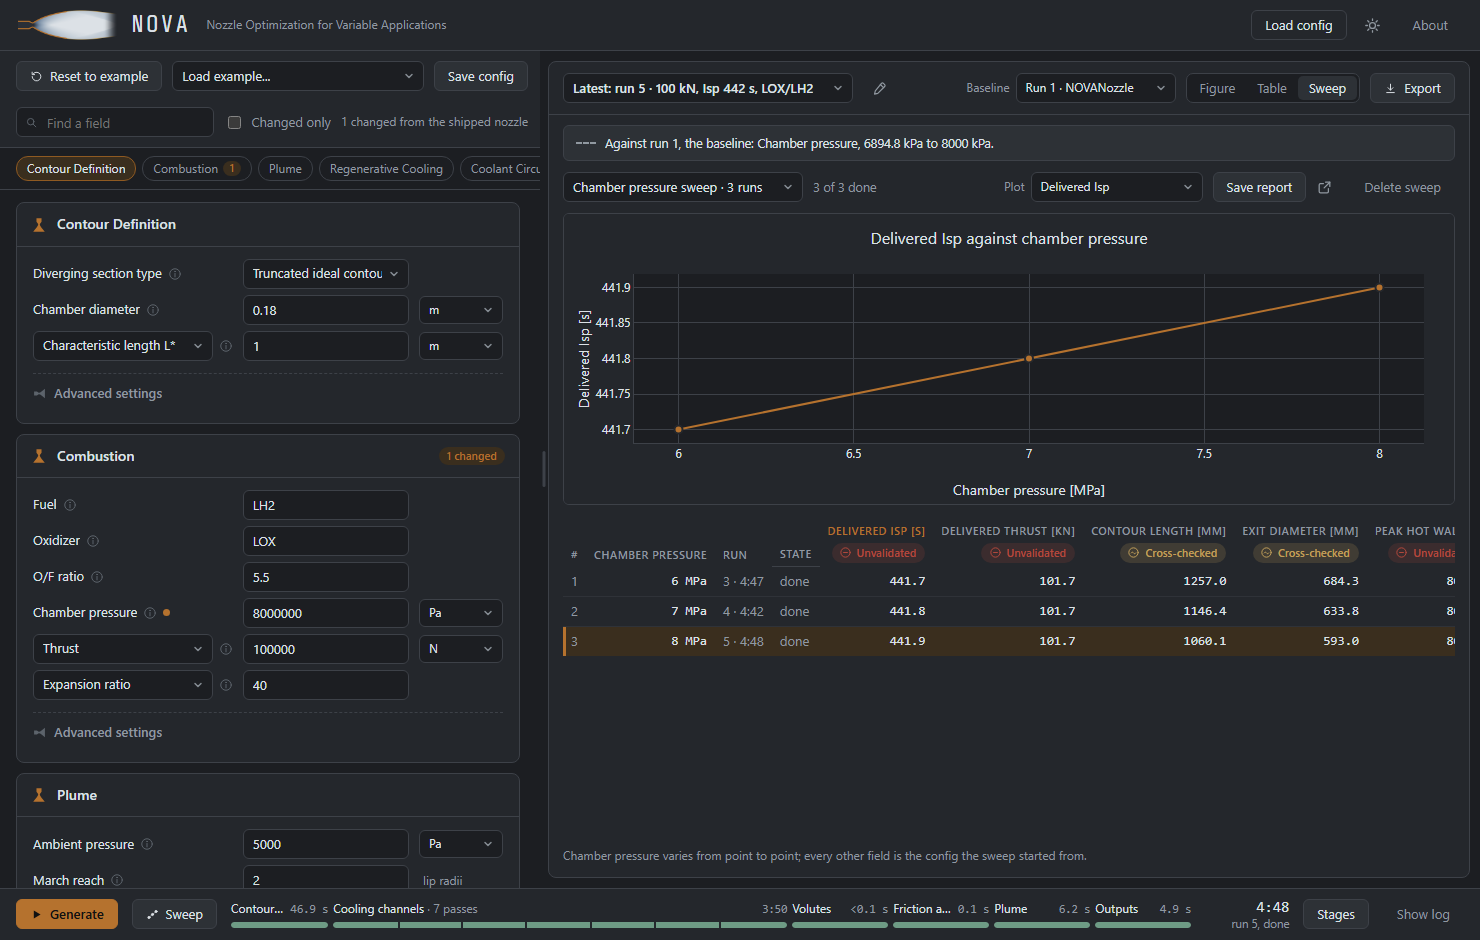 NOVA
Nozzle Optimization for Variable Applications
Load config
About
Reset to example
Load example...
Save config
Find a field
Changed only
1 changed from the shipped nozzle
Contour Definition
Combustion 1
Plume
Regenerative Cooling
Coolant Circu
Contour Definition
Diverging section type
Truncated ideal contou
Chamber diameter
0.18
m
Characteristic length L*
1
m
Advanced settings
Combustion
1 changed
Fuel
LH2
Oxidizer
LOX
O/F ratio
5.5
Chamber pressure
8000000
Pa
Thrust
100000
N
Expansion ratio
40
Advanced settings
Plume
Ambient pressure
5000
Pa
March reach
2
lip radii
Latest: run 5 · 100 kN, Isp 442 s, LOX/LH2
Baseline
Run 1 · NOVANozzle
Figure
Table
Sweep
Export
Against run 1, the baseline: Chamber pressure, 6894.8 kPa to 8000 kPa.
Chamber pressure sweep · 3 runs
3 of 3 done
Plot
Delivered Isp
Save report
Delete sweep
Delivered Isp against chamber pressure
Delivered Isp [s]
441.9
441.85
441.8
441.75
441.7
6
6.5
7
7.5
8
Chamber pressure [MPa]
# CHAMBER PRESSURE RUN STATE DELIVERED ISP [S] DELIVERED THRUST [KN] CONTOUR LENGTH [MM] EXIT DIAMETER [MM] PEAK HOT WAL
Unvalidated Unvalidated Cross-checked Cross-checked Unvalida
1 6 MPa 3 · 4:47 done 441.7 101.7 1257.0 684.3 80
2 7 MPa 4 · 4:42 done 441.8 101.7 1146.4 633.8 80
3 8 MPa 5 · 4:48 done 441.9 101.7 1060.1 593.0 80
Chamber pressure varies from point to point; every other field is the config the sweep started from.
Generate
Sweep
Contour... 46.9 s
Cooling channels · 7 passes 3:50
Volutes <0.1 s
Friction a... 0.1 s
Plume 6.2 s
Outputs 4.9 s
4:48
run 5, done
Stages
Show log